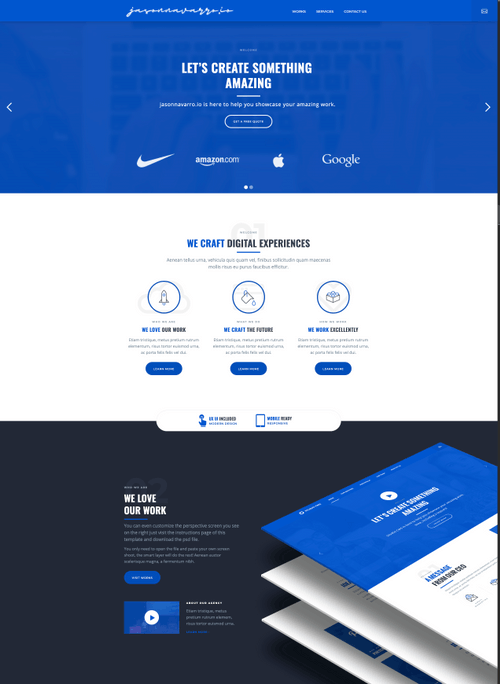 jasonnavarro.io
WORKS SERVICES CONTACT US
WELCOME
LET'S CREATE SOMETHING
AMAZING
jasonnavarro.io is here to help you showcase your amazing work.
GET A FREE QUOTE
amazon.com
Google
01
WELCOME
WE CRAFT DIGITAL EXPERIENCES
Aenean tellus urna, vehicula quis quam vel, finibus sollicitudin quam maecenas
mollis risus eu purus faucibus efficitur.
WHO WE ARE
WE LOVE OUR WORK
Etiam tristique, metus pretium rutrum
elementum, risus tortor euismod urna,
ac porta felis felis vel dui.
LEARN MORE
WHAT WE DO
WE CRAFT THE FUTURE
Etiam tristique, metus pretium rutrum
elementum, risus tortor euismod urna,
ac porta felis felis vel dui.
LEARN MORE
HOW WE WORK
WE WORK EXCELLENTLY
Etiam tristique, metus pretium rutrum
elementum, risus tortor euismod urna,
ac porta felis felis vel dui.
LEARN MORE
UX UI INCLUDED
MODERN DESIGN
MOBILE READY
RESPONSIVE
02
WHO WE ARE
WE LOVE
OUR WORK
You can even customize the perspective screen you see
on the right just visit the instructions page of this
template and download the psd file.
You only need to open the file and paste your own screen
shoot, the smart layer will do the rest! Aenean auctor
scelerisque magna, a fermentum nibh.
VISIT WORKS
ABOUT OUR AGENCY
Etiam tristique, metus
pretium rutrum elemen,
risus tortor euismod urna.
LET'S CREATE SOMETHING
AMAZING
A MESSAGE
FROM OUR CEO